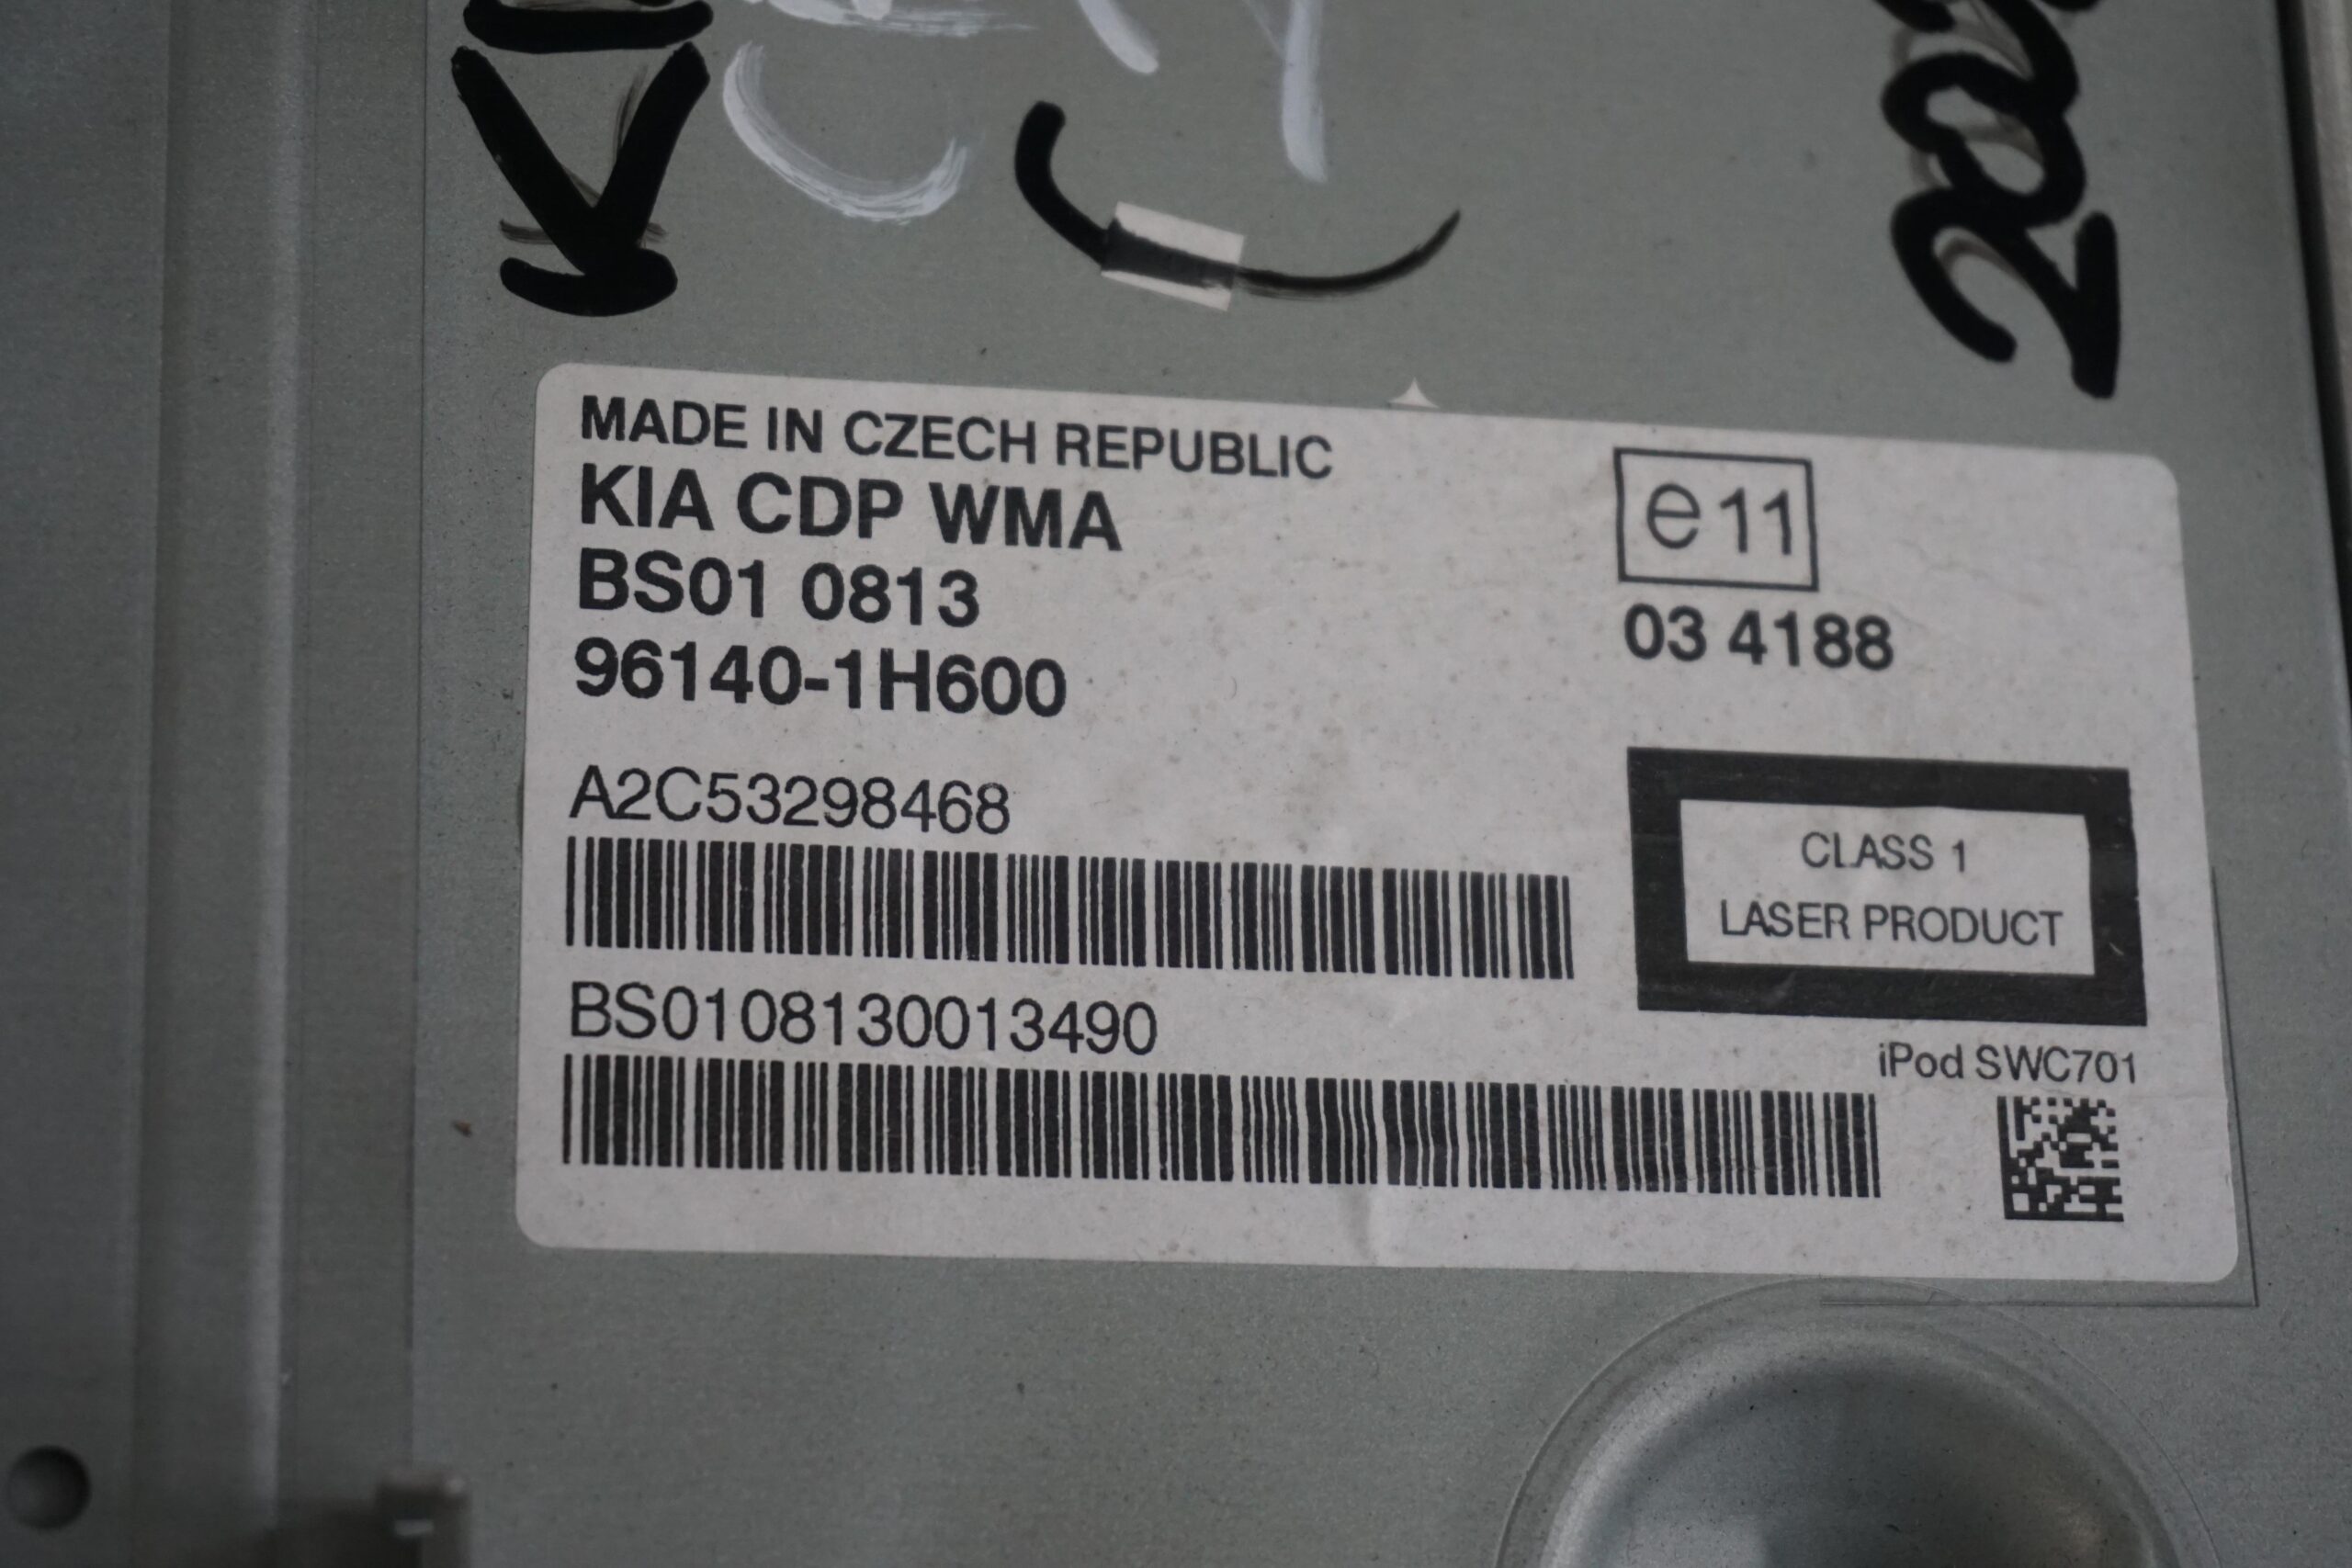 MADE IN CZECH REPUBLIC
KIA CDP WMA
BS01 0813
96140-1H600
e11
03 4188
A2C53298468
CLASS 1
LASER PRODUCT
BS0108130013490
iPod SWC701